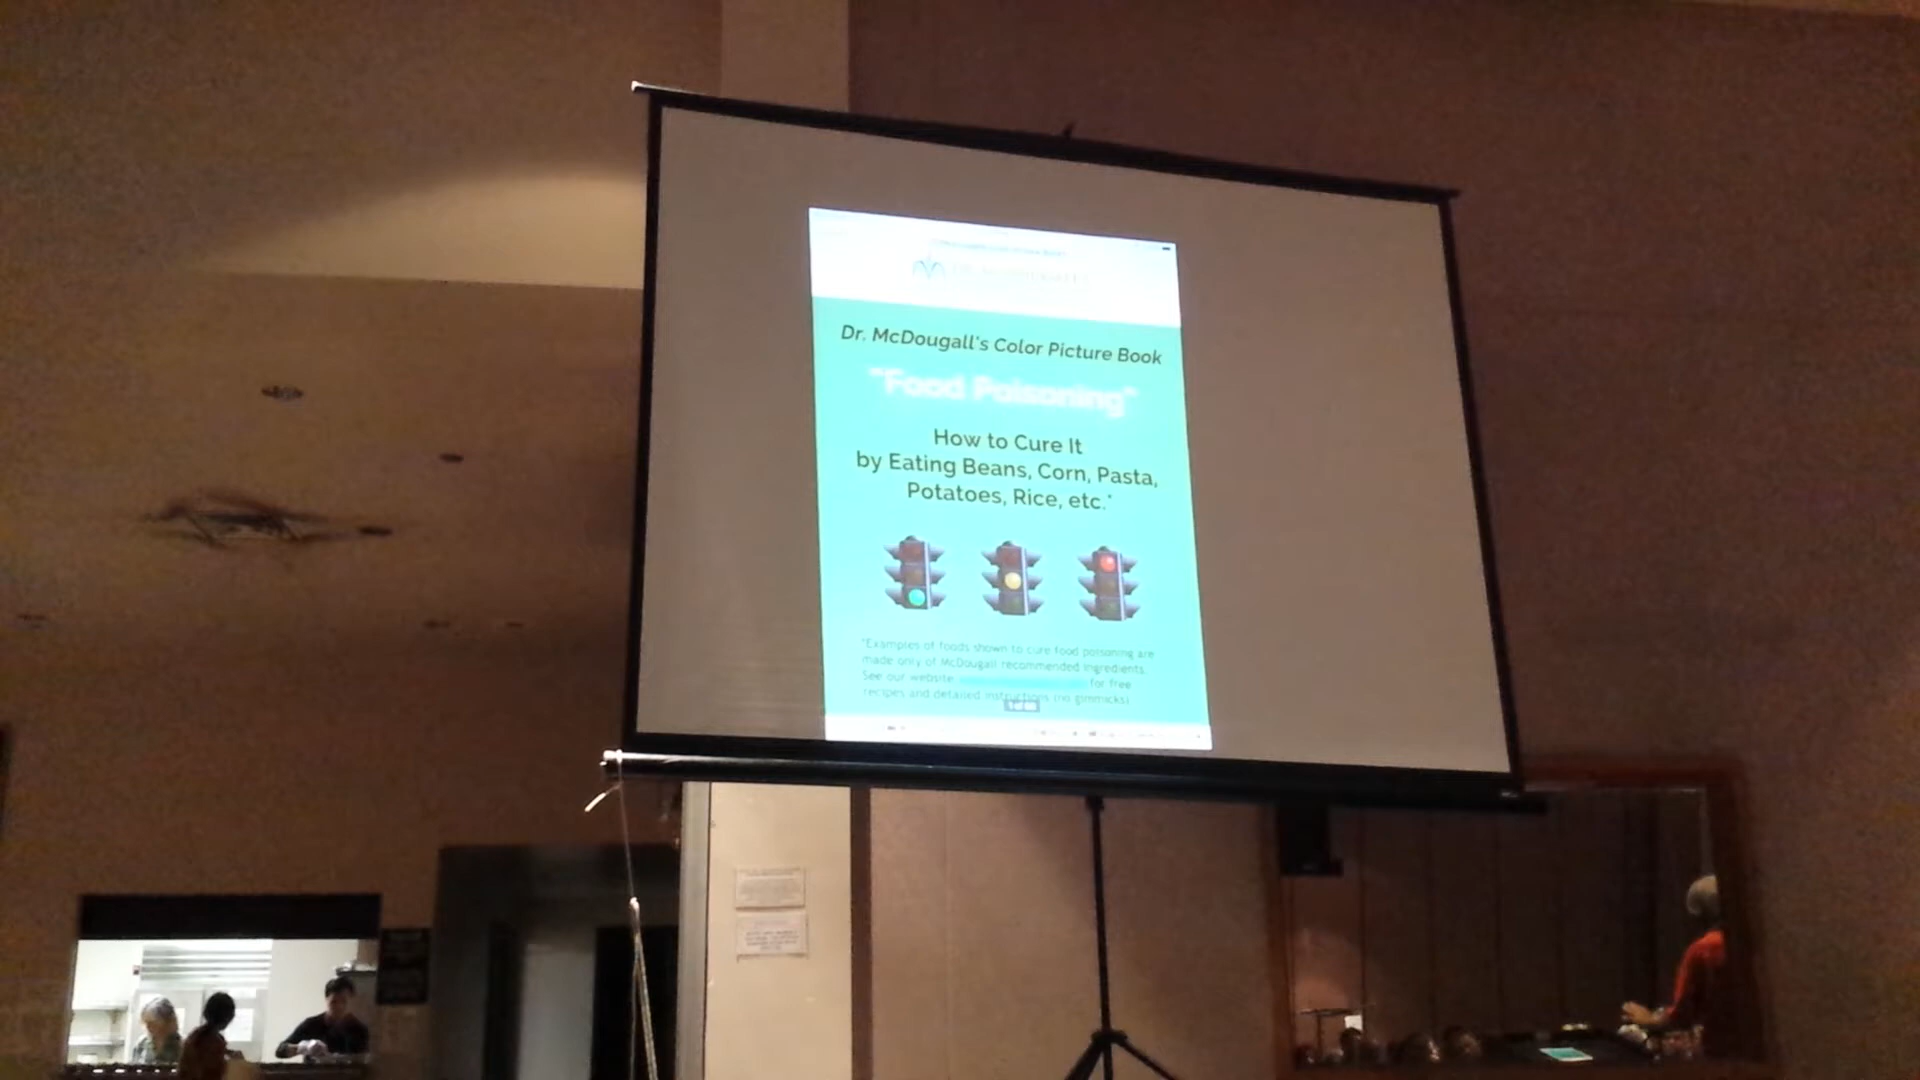 Dr. McDougall's Color Picture Book
"Food Poisoning"
How to Cure It
by Eating Beans, Corn, Pasta,
Potatoes, Rice, etc.*
*Examples of foods shown to cure food poisoning are
made only of McDougall recommended ingredients.
See our website for free
recipes and detailed instructions (no gimmicks).